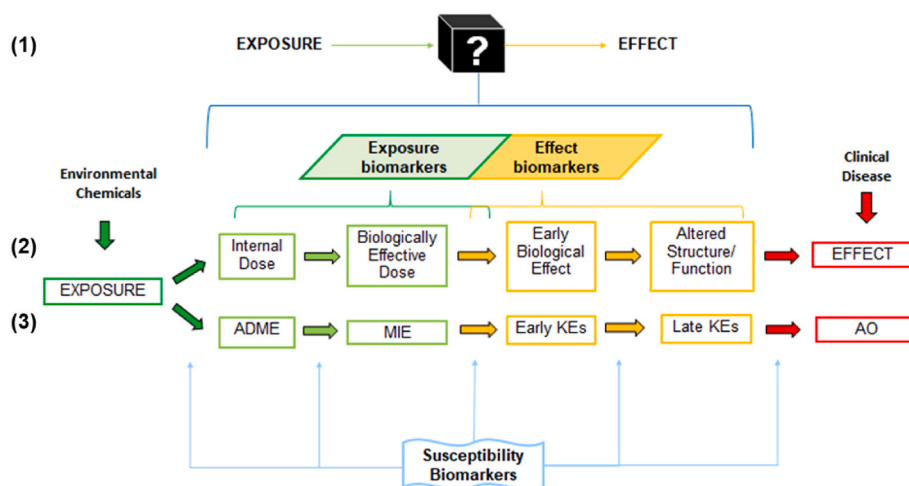 (1)
EXPOSURE
?
EFFECT
Exposure
biomarkers
Effect
biomarkers
Environmental
Chemicals
Clinical
Disease
(2)
Internal
Dose
Biologically
Effective
Dose
Early
Biological
Effect
Altered
Structure/
Function
EFFECT
EXPOSURE
(3)
ADME
MIE
Early KEs
Late KEs
AO
Susceptibility
Biomarkers